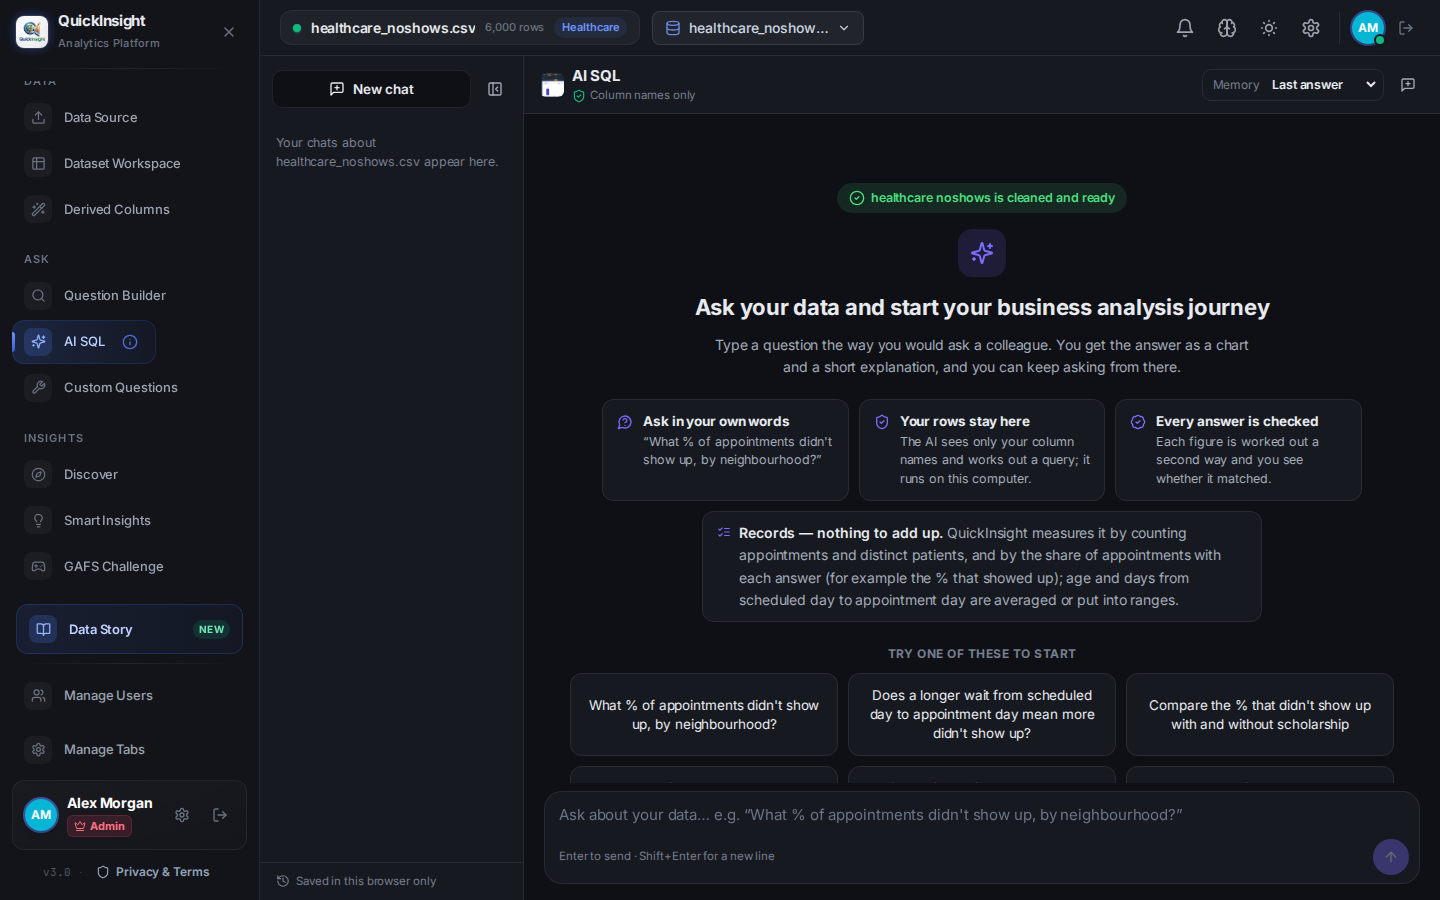 QuickInsight
Analytics Platform
DATA
Data Source
Dataset Workspace
Derived Columns
ASK
Question Builder
AI SQL
Custom Questions
INSIGHTS
Discover
Smart Insights
GAFS Challenge
Data Story NEW
Manage Users
Manage Tabs
AM
Alex Morgan
Admin
v3.0 · Privacy & Terms
healthcare_noshows.csv 6,000 rows Healthcare
healthcare_noshow...
AM
New chat
Your chats about
healthcare_noshows.csv appear here.
Saved in this browser only
AI SQL
Column names only
Memory Last answer
healthcare noshows is cleaned and ready
Ask your data and start your business analysis journey
Type a question the way you would ask a colleague. You get the answer as a chart
and a short explanation, and you can keep asking from there.
Ask in your own words
“What % of appointments didn't
show up, by neighbourhood?”
Your rows stay here
The AI sees only your column
names and works out a query; it
runs on this computer.
Every answer is checked
Each figure is worked out a
second way and you see
whether it matched.
Records — nothing to add up. QuickInsight measures it by counting
appointments and distinct patients, and by the share of appointments with
each answer (for example the % that showed up); age and days from
scheduled day to appointment day are averaged or put into ranges.
TRY ONE OF THESE TO START
What % of appointments didn't show
up, by neighbourhood?
Does a longer wait from scheduled
day to appointment day mean more
didn't show up?
Compare the % that didn't show up
with and without scholarship
Ask about your data... e.g. “What % of appointments didn't show up, by neighbourhood?”
Enter to send · Shift+Enter for a new line